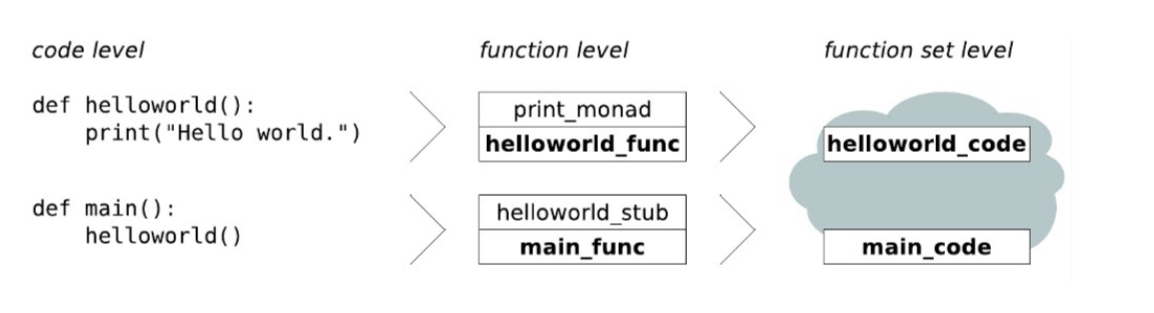 code level
function level
function set level
def helloworld():
    print("Hello world.")
print_monad
helloworld_func
helloworld_code
def main():
    helloworld()
helloworld_stub
main_func
main_code